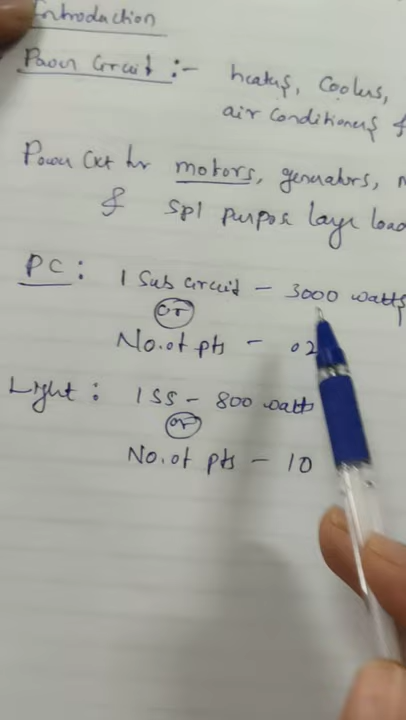 Introduction
Power Circuit :- heaters, Coolers,
air Conditioners &
Power Ckt for motors, generators,
& Spl purpose large load
PC : 1 Sub Circuit - 3000 watts
(or)
No. of pts - 02
Light : 1 SS - 800 watts
(or)
No. of pts - 10